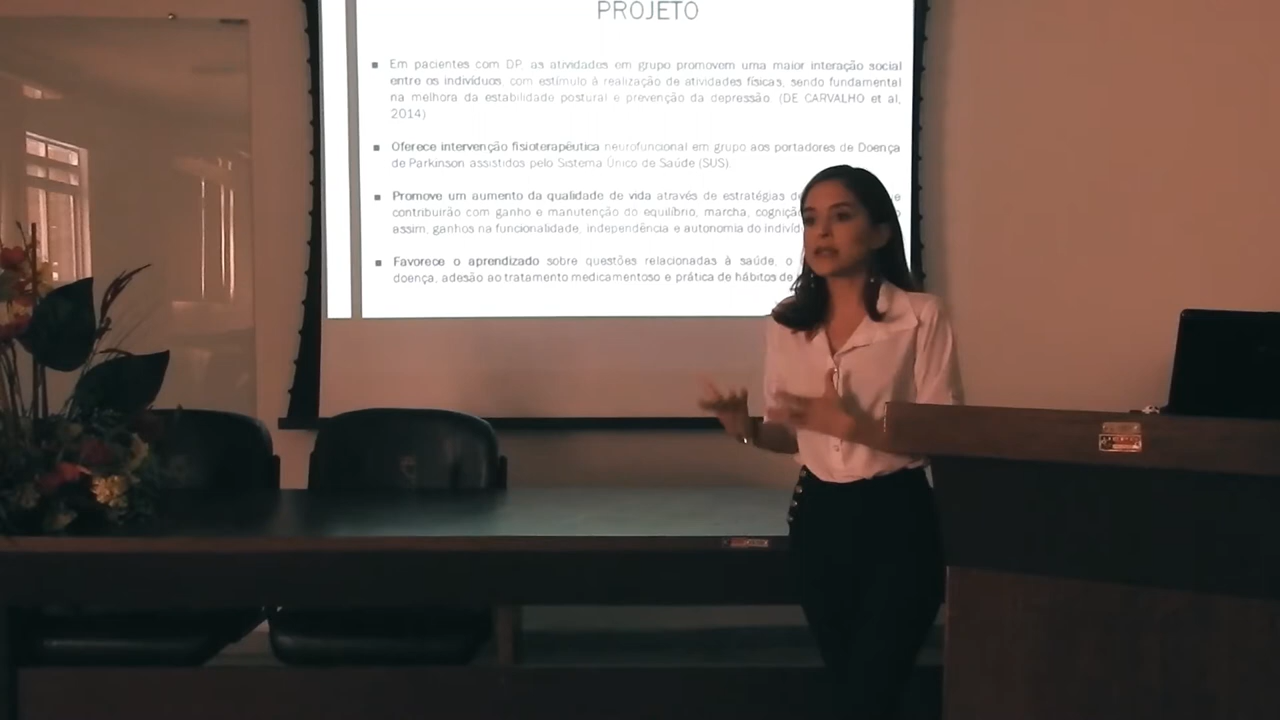 PROJETO
Em pacientes com DP as atividades em grupo promovem uma maior interação social
entre os indivíduos, com estímulo à realização de atividades físicas, sendo fundamental
na melhora da estabilidade postural e prevenção da depressão. (DE CARVALHO et al,
2014)
Oferece intervenção fisioterapêutica neurofuncional em grupo aos portadores de Doença
de Parkinson assistidos pelo Sistema Único de Saúde (SUS).
Promove um aumento da qualidade de vida através de estratégias
contribuirão com ganho e manutenção do equilíbrio, marcha,
assim, ganhos na funcionalidade, independência e autonomia do
Favorece o aprendizado sobre questões relacionadas à saúde, o
doença, adesão ao tratamento medicamentoso e prática de hábitos de